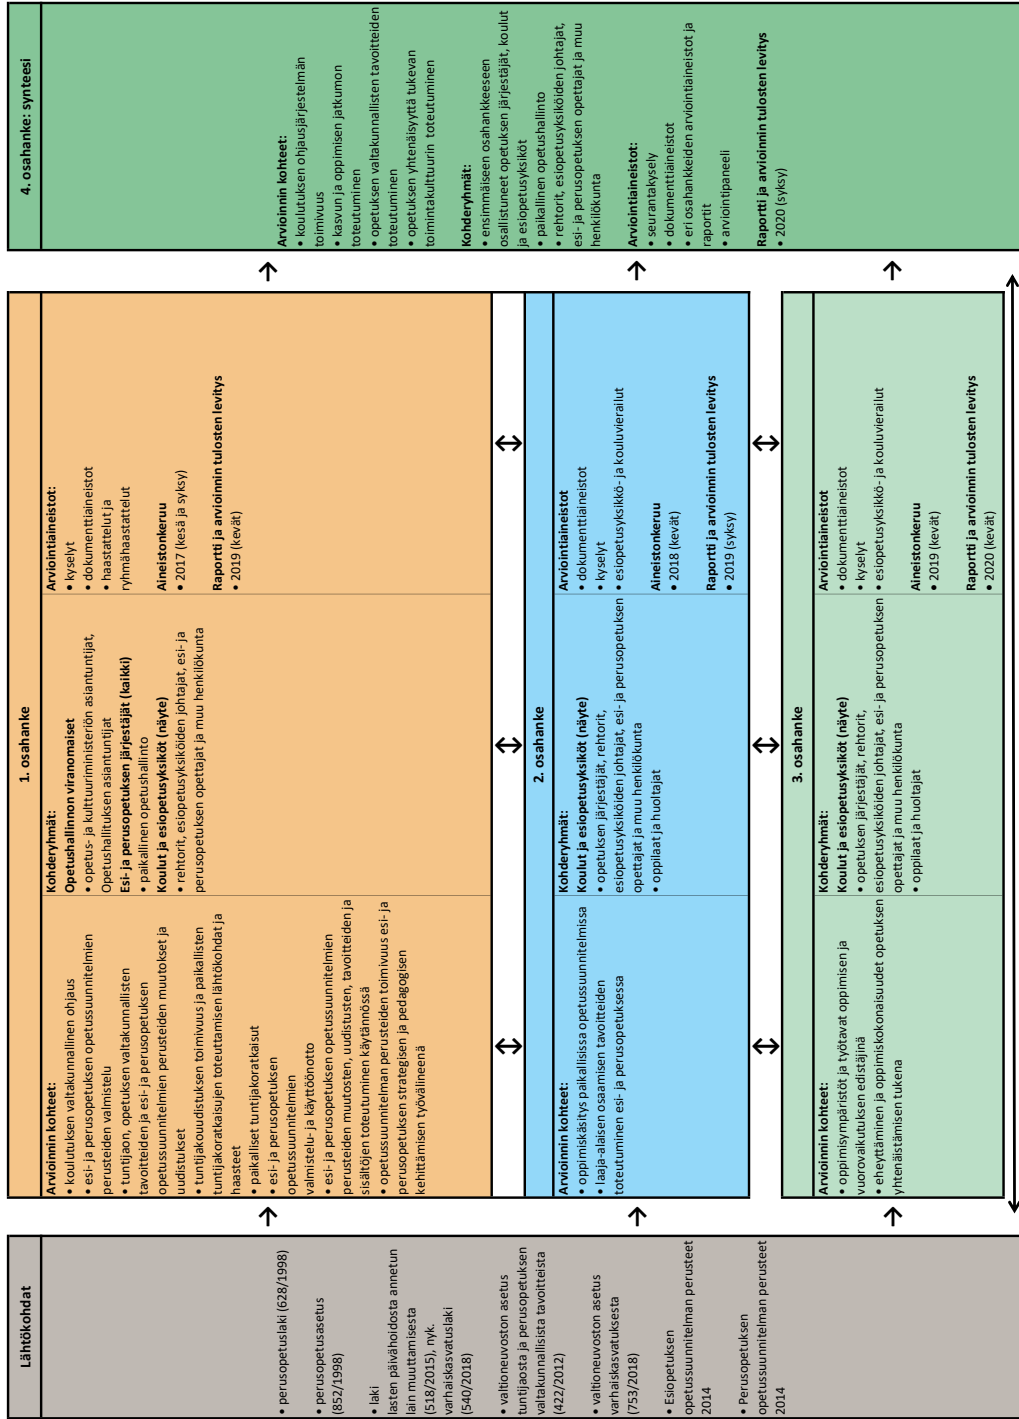 Lähtökohdat
• perusopetuslaki (628/1998)
• perusopetusasetus
(852/1998)
• laki
lasten päivähoidosta annetun
lain muuttamisesta
(518/2015), nyk.
varhaiskasvatuslaki
(540/2018)
• valtioneuvoston asetus
tuntijaosta ja perusopetuksen
valtakunnallisista tavoitteista
(422/2012)
• valtioneuvoston asetus
varhaiskasvatuksesta
(753/2018)
• Esiopetuksen
opetussuunnitelman perusteet
2014
• Perusopetuksen
opetussuunnitelman perusteet
2014
1. osahanke
Arvioinnin kohteet:
• koulutuksen valtakunnallinen ohjaus
• esi- ja perusopetuksen opetussuunnitelmien
perusteiden valmistelu
• tuntijaon, opetuksen valtakunnallisten
tavoitteiden ja esi- ja perusopetuksen
opetussuunnitelmien perusteiden muutokset ja
uudistukset
• tuntijakouudistuksen toimivuus ja paikallisten
tuntijakoratkaisujen toteuttamisen lähtökohdat ja
haasteet
• paikalliset tuntijakoratkaisut
• esi- ja perusopetuksen
opetussuunnitelmien
valmistelu- ja käyttöönotto
• esi- ja perusopetuksen opetussuunnitelmien
perusteiden muutosten, uudistusten, tavoitteiden ja
sisältöjen toteutuminen käytännössä
• opetussuunnitelman perusteiden toimivuus esi- ja
perusopetuksen strategisen ja pedagogisen
kehittämisen työvälineenä
Kohderyhmät:
Opetushallinnon viranomaiset
• opetus- ja kulttuuriministeriön asiantuntijat,
Opetushallituksen asiantuntijat
Esi- ja perusopetuksen järjestäjät (kaikki)
• paikallinen opetushallinto
Koulut ja esiopetusyksiköt (näyte)
• rehtorit, esiopetusyksiköiden johtajat, esi- ja
perusopetuksen opettajat ja muu henkilökunta
Arviointiaineistot:
• kyselyt
• dokumenttiaineistot
• haastattelut ja
ryhmähaastattelut
Aineistonkeruu
• 2017 (kesä ja syksy)
Raportti ja arvioinnin tulosten levitys
• 2019 (kevät)
2. osahanke
Arvioinnin kohteet:
• oppimiskäsitys paikallisissa opetussuunnitelmissa
• laaja-alaisen osaamisen tavoitteiden
toteutuminen esi- ja perusopetuksessa
Kohderyhmät:
Koulut ja esiopetusyksiköt (näyte)
• opetuksen järjestäjät, rehtorit,
esiopetusyksiköiden johtajat, esi- ja perusopetuksen
opettajat ja muu henkilökunta
• oppilaat ja huoltajat
Arviointiaineistot
• dokumenttiaineistot
• kyselyt
• esiopetusyksikkö- ja kouluvierailut
Aineistonkeruu
• 2018 (kevät)
Raportti ja arvioinnin tulosten levitys
• 2019 (syksy)
3. osahanke
Arvioinnin kohteet:
• oppimisympäristöt ja työtavat oppimisen ja
vuorovaikutuksen edistäjinä
• eheyttäminen ja oppimiskokonaisuudet opetuksen
yhtenäistämisen tukena
Kohderyhmät:
Koulut ja esiopetusyksiköt (näyte)
• opetuksen järjestäjät, rehtorit,
esiopetusyksiköiden johtajat, esi- ja perusopetuksen
opettajat ja muu henkilökunta
• oppilaat ja huoltajat
Arviointiaineistot
• dokumenttiaineistot
• kyselyt
• esiopetusyksikkö- ja kouluvierailut
Aineistonkeruu
• 2019 (kevät)
Raportti ja arvioinnin tulosten levitys
• 2020 (kevät)
4. osahanke: synteesi
Arvioinnin kohteet:
• koulutuksen ohjausjärjestelmän
toimivuus
• kasvun ja oppimisen jatkumon
toteutuminen
• opetuksen valtakunnallisten tavoitteiden
toteutuminen
• opetuksen yhtenäisyyttä tukevan
toimintakulttuurin toteutuminen
Kohderyhmät:
• ensimmäiseen osahankkeeseen
osallistuneet opetuksen järjestäjät, koulut
ja esiopetusyksiköt
• paikallinen opetushallinto
• rehtorit, esiopetusyksiköiden johtajat,
esi- ja perusopetuksen opettajat ja muu
henkilökunta
Arviointiaineistot:
• seurantakysely
• dokumenttiaineistot
• eri osahankkeiden arviointiaineistot ja
raportit
• arviointipaneeli
Raportti ja arvioinnin tulosten levitys
• 2020 (syksy)